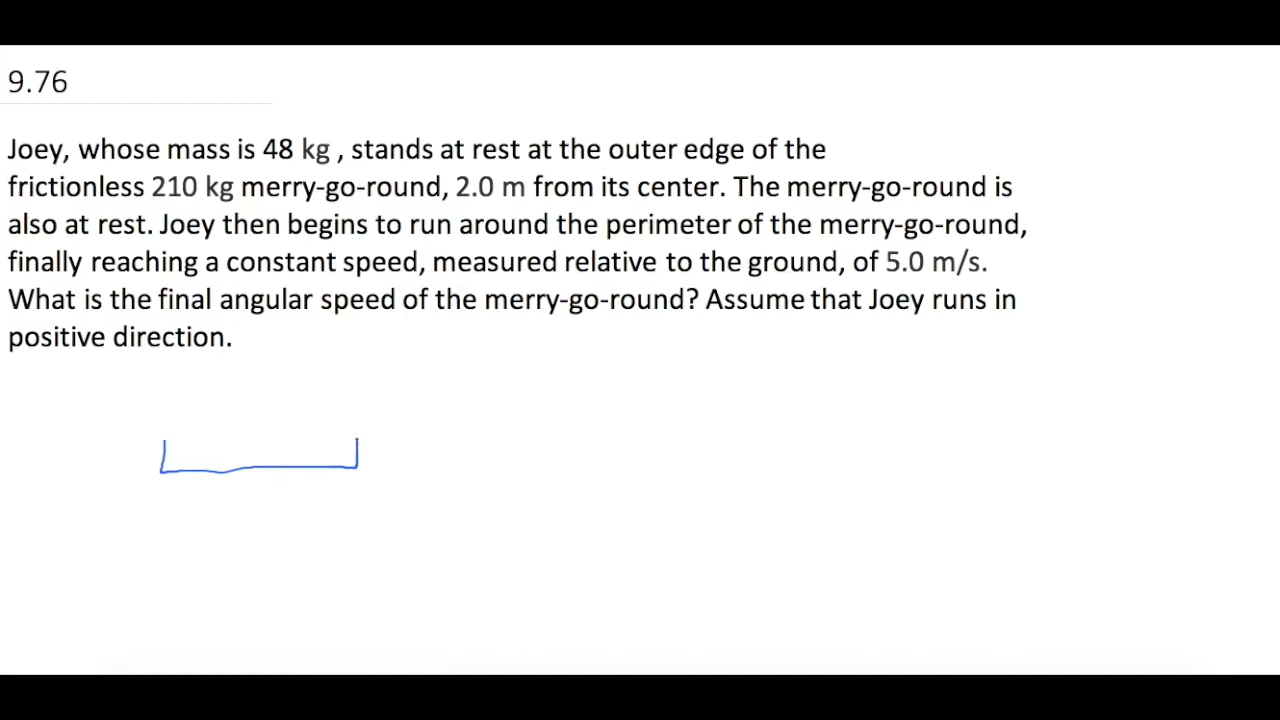 9.76
Joey, whose mass is 48 kg , stands at rest at the outer edge of the
frictionless 210 kg merry-go-round, 2.0 m from its center. The merry-go-round is
also at rest. Joey then begins to run around the perimeter of the merry-go-round,
finally reaching a constant speed, measured relative to the ground, of 5.0 m/s.
What is the final angular speed of the merry-go-round? Assume that Joey runs in
positive direction.